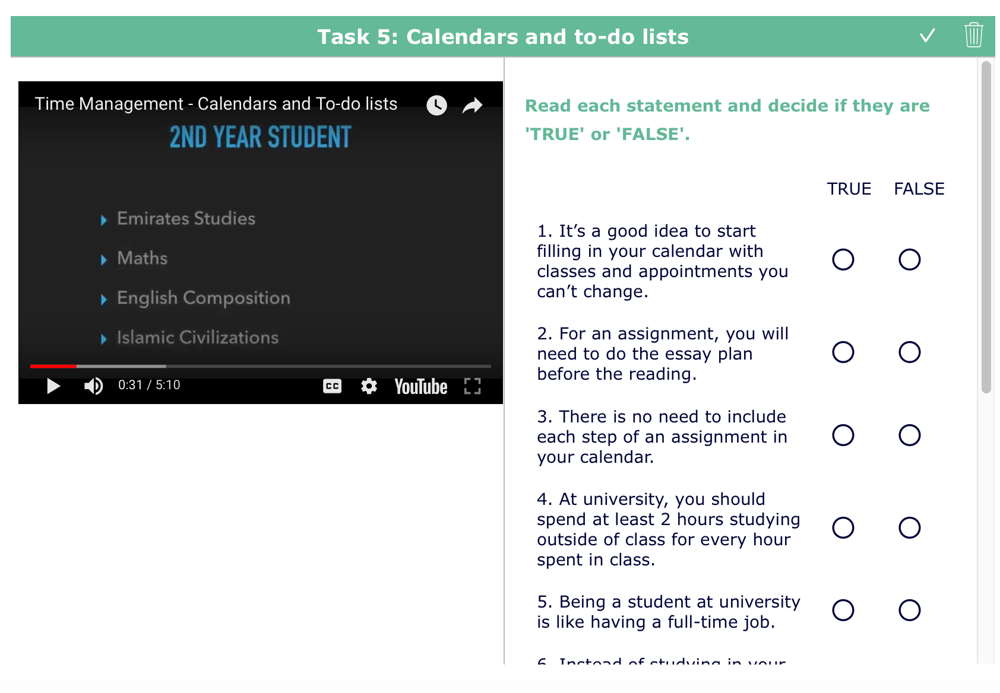 Task 5: Calendars and to-do lists
Time Management - Calendars and To-do lists
2ND YEAR STUDENT
Emirates Studies
Maths
English Composition
Islamic Civilizations
0:31 / 5:10
CC
YouTube
Read each statement and decide if they are
'TRUE' or 'FALSE'.
TRUE FALSE
1. It’s a good idea to start
filling in your calendar with
classes and appointments you
can’t change.
2. For an assignment, you will
need to do the essay plan
before the reading.
3. There is no need to include
each step of an assignment in
your calendar.
4. At university, you should
spend at least 2 hours studying
outside of class for every hour
spent in class.
5. Being a student at university
is like having a full-time job.
6. Instead of studying in your